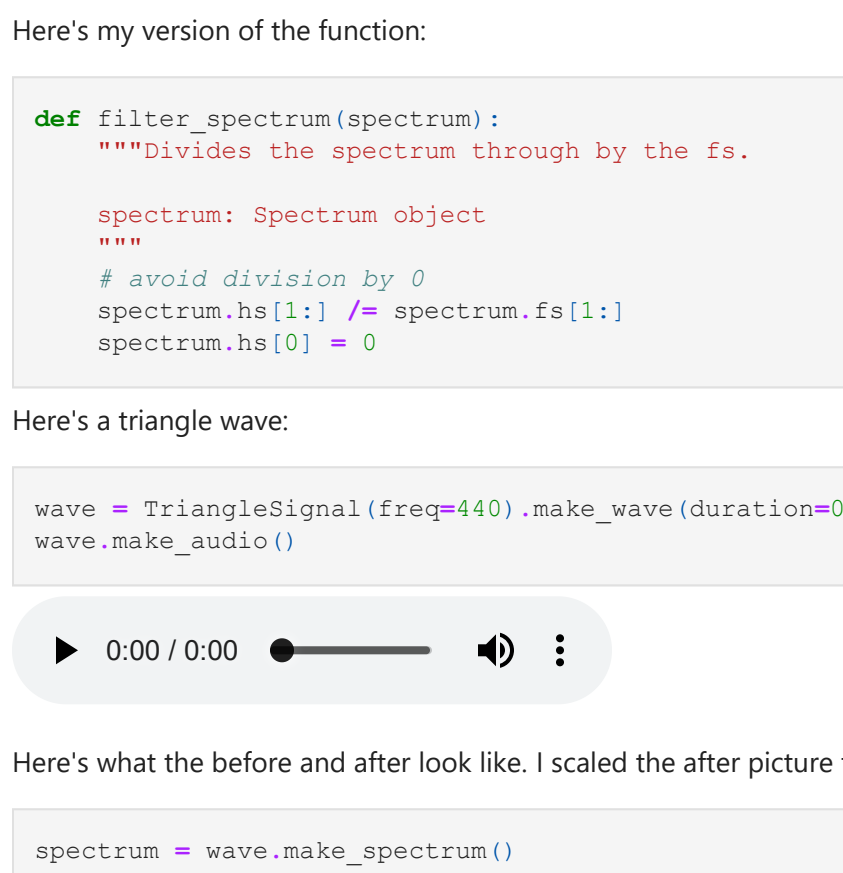 Here's my version of the function:
def filter_spectrum(spectrum):
    """Divides the spectrum through by the fs.
    spectrum: Spectrum object
    """
    # avoid division by 0
    spectrum.hs[1:] /= spectrum.fs[1:]
    spectrum.hs[0] = 0
Here's a triangle wave:
wave = TriangleSignal(freq=440).make_wave(duration=0
wave.make_audio()
0:00 / 0:00
Here's what the before and after look like. I scaled the after picture
spectrum = wave.make_spectrum()